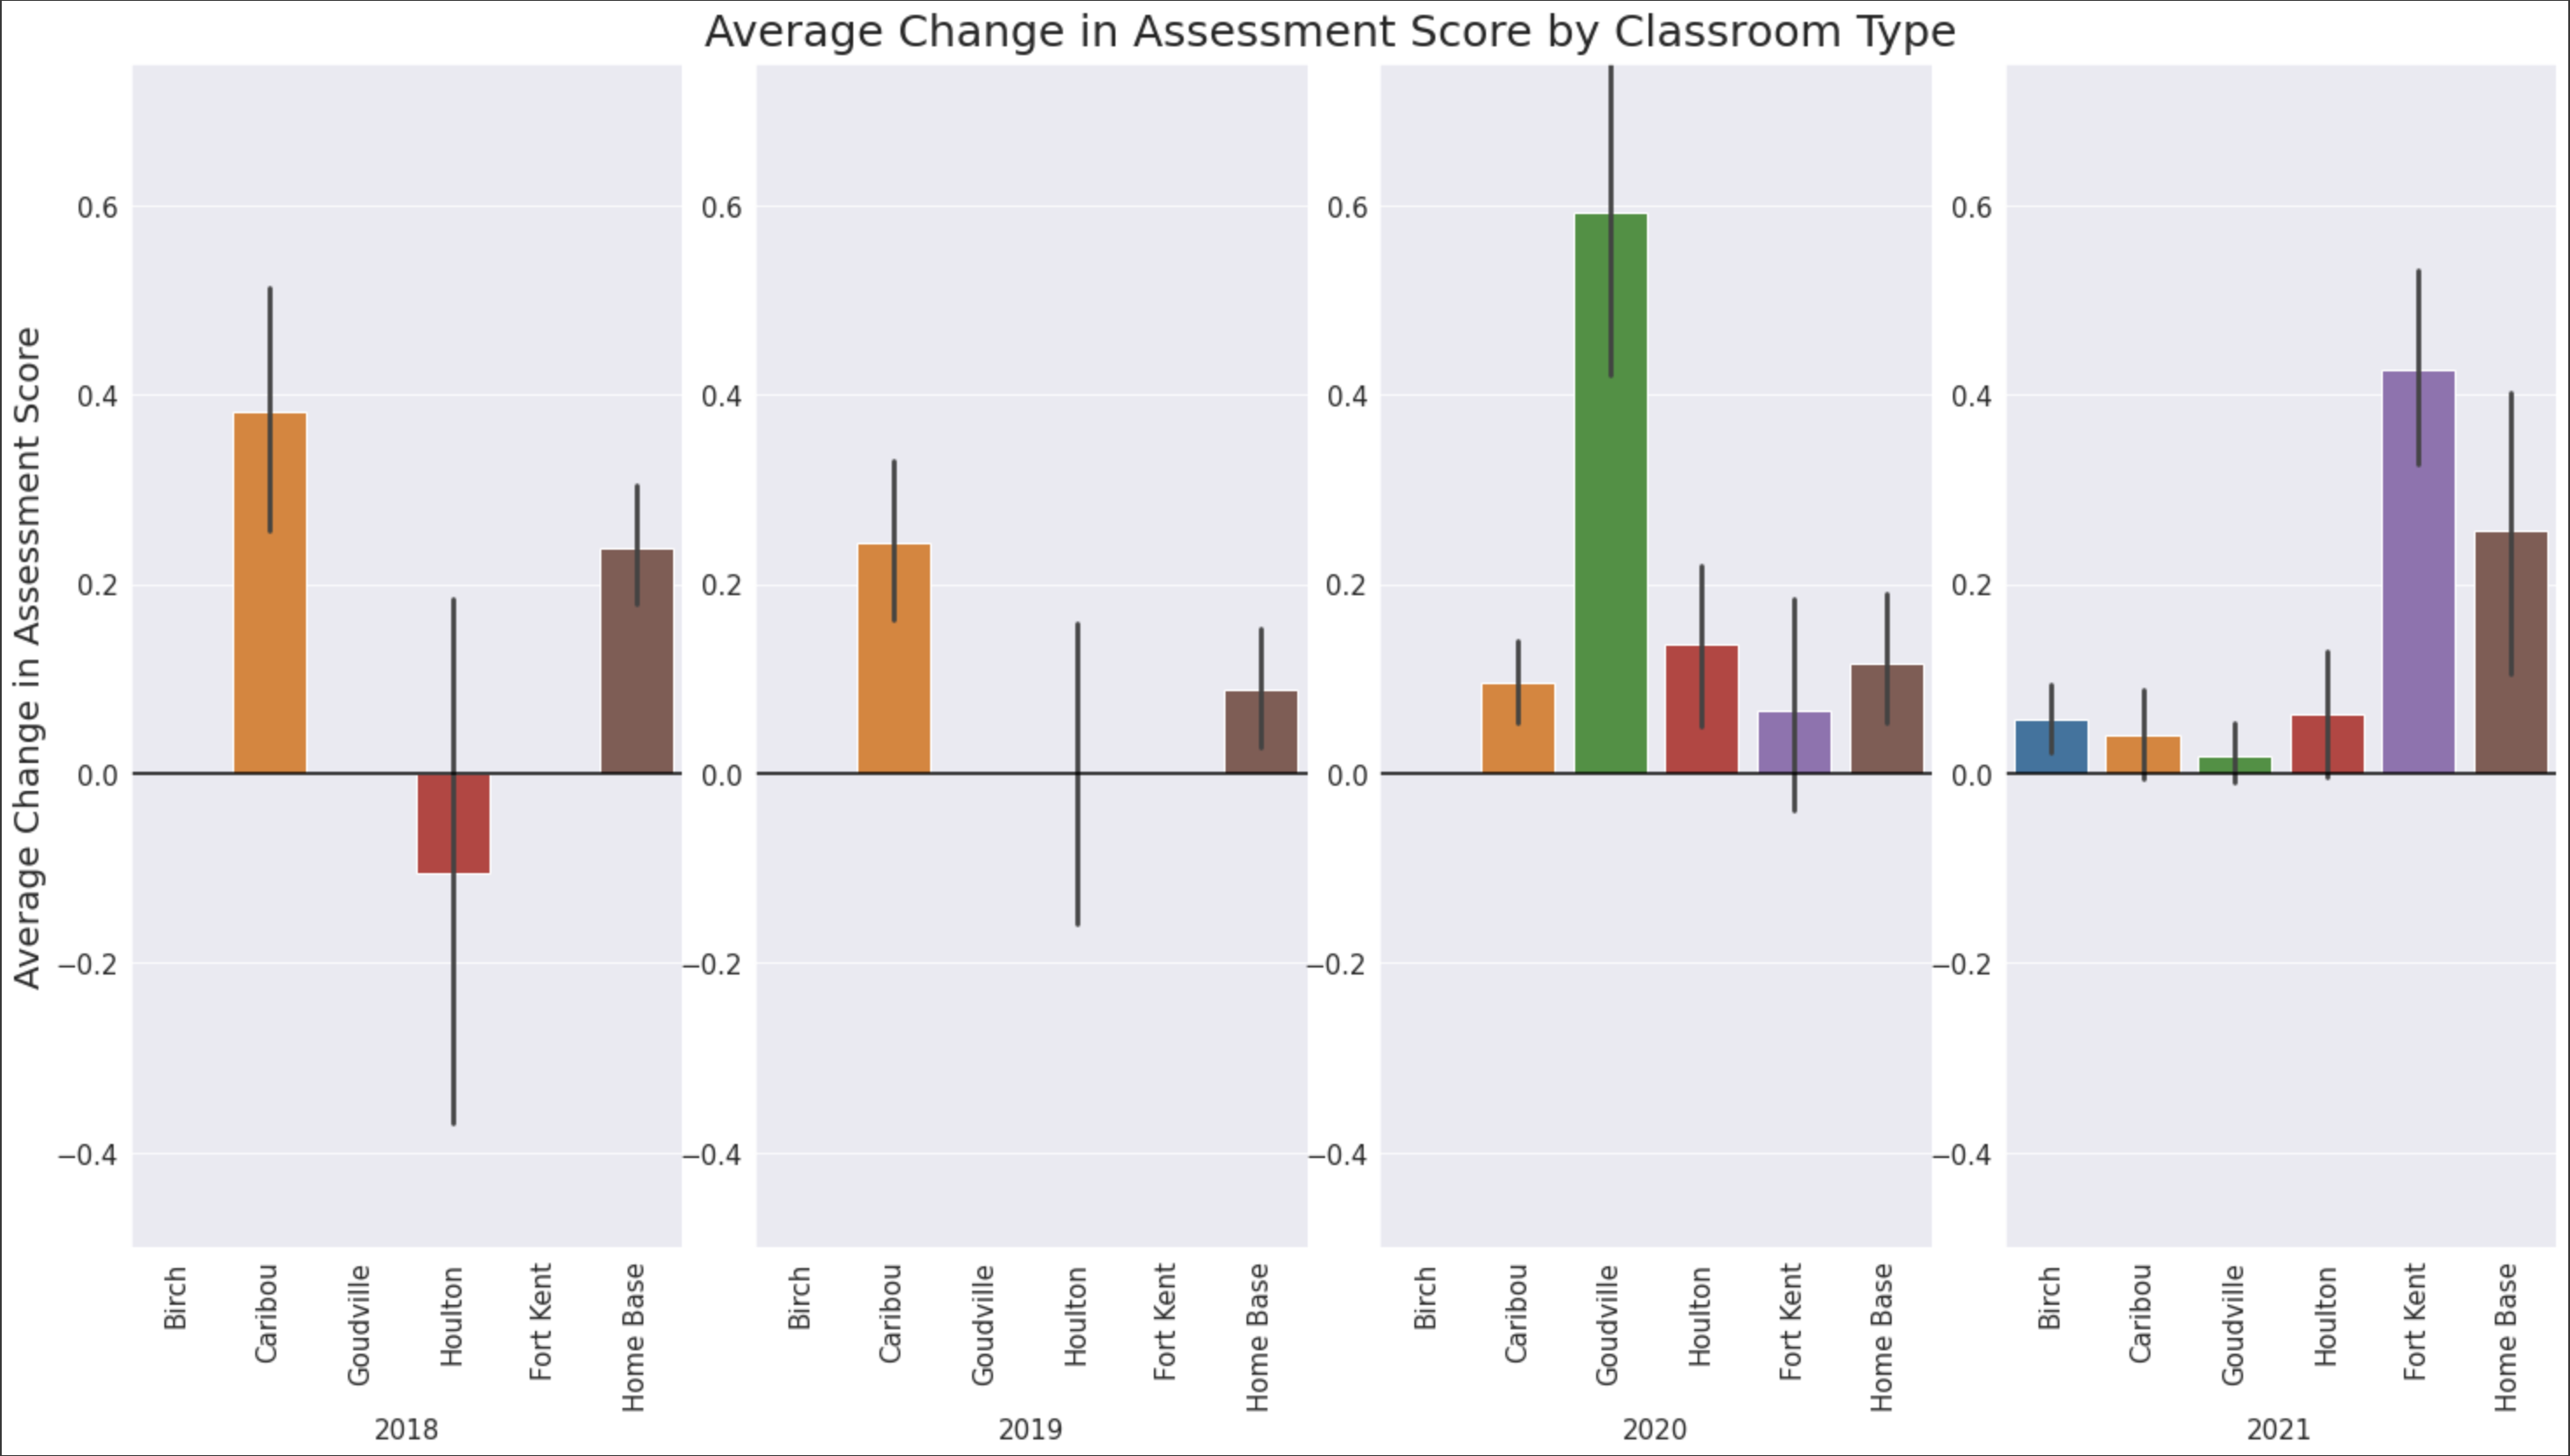 Average Change in Assessment Score by Classroom Type
Average Change in Assessment Score
0.6
0.4
0.2
0.0
−0.2
−0.4
Birch
Caribou
Goudville
Houlton
Fort Kent
Home Base
2018
0.6
0.4
0.2
0.0
−0.2
−0.4
Birch
Caribou
Goudville
Houlton
Fort Kent
Home Base
2019
0.6
0.4
0.2
0.0
−0.2
−0.4
Birch
Caribou
Goudville
Houlton
Fort Kent
Home Base
2020
0.6
0.4
0.2
0.0
−0.2
−0.4
Birch
Caribou
Goudville
Houlton
Fort Kent
Home Base
2021